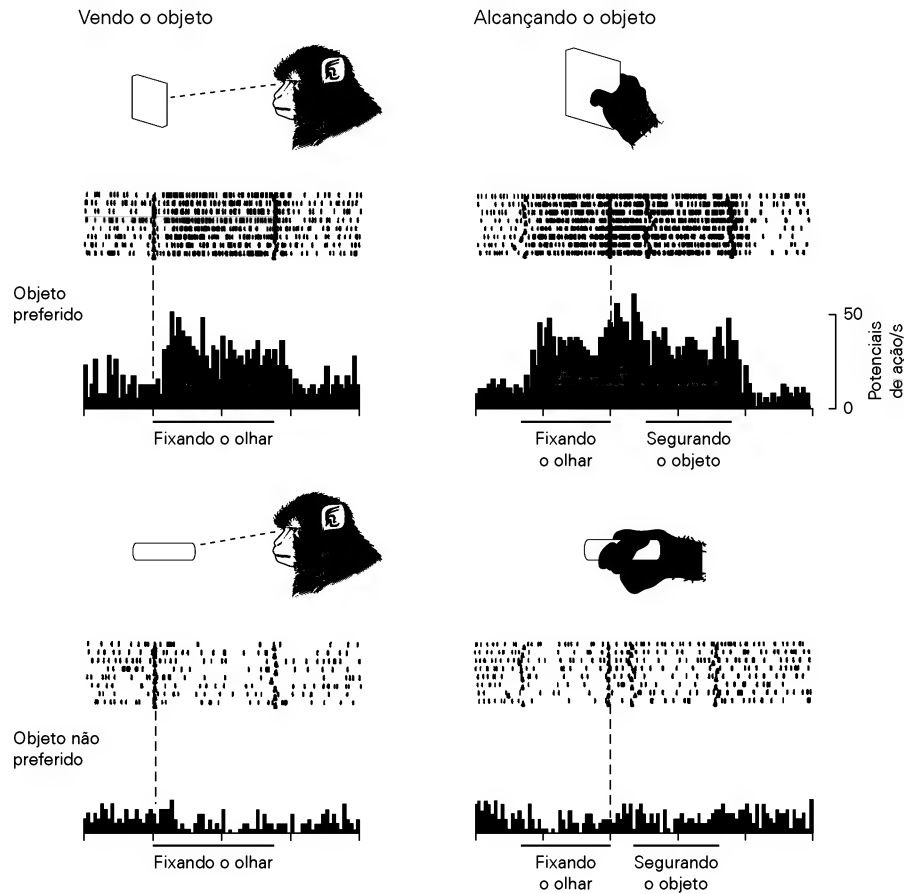 Vendo o objeto
Alcançando o objeto
Objeto
preferido
50
0
Potenciais
de ação/s
Fixando o olhar
Fixando
o olhar
Segurando
o objeto
Objeto não
preferido
Fixando o olhar
Fixando
o olhar
Segurando
o objeto